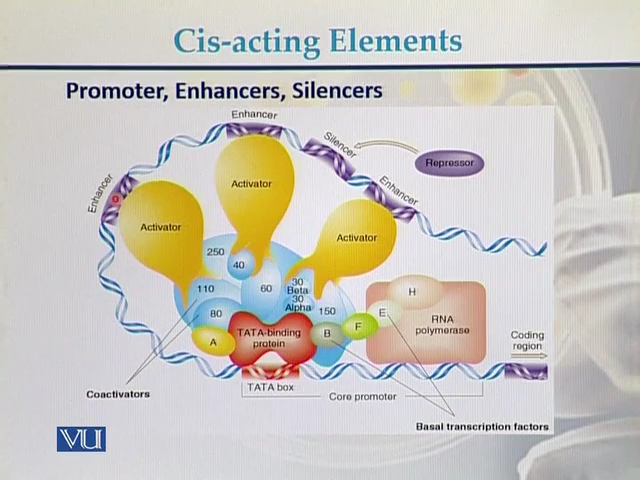 Cis-acting Elements
Promoter, Enhancers, Silencers
Enhancer
Silencer
Repressor
Enhancer
Enhancer
Activator
Activator
Activator
250
40
110
60
30
Beta
30
Alpha
150
80
A
TATA-binding
protein
B
F
E
H
RNA
polymerase
Coding
region
TATA box
Core promoter
Coactivators
Basal transcription factors
VU